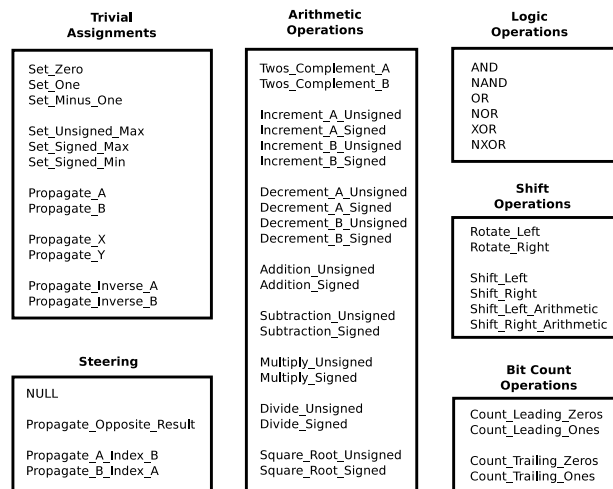 Trivial
Assignments
Set_Zero
Set_One
Set_Minus_One
Set_Unsigned_Max
Set_Signed_Max
Set_Signed_Min
Propagate_A
Propagate_B
Propagate_X
Propagate_Y
Propagate_Inverse_A
Propagate_Inverse_B
Steering
NULL
Propagate_Opposite_Result
Propagate_A_Index_B
Propagate_B_Index_A
Arithmetic
Operations
Twos_Complement_A
Twos_Complement_B
Increment_A_Unsigned
Increment_A_Signed
Increment_B_Unsigned
Increment_B_Signed
Decrement_A_Unsigned
Decrement_A_Signed
Decrement_B_Unsigned
Decrement_B_Signed
Addition_Unsigned
Addition_Signed
Subtraction_Unsigned
Subtraction_Signed
Multiply_Unsigned
Multiply_Signed
Divide_Unsigned
Divide_Signed
Square_Root_Unsigned
Square_Root_Signed
Logic
Operations
AND
NAND
OR
NOR
XOR
NXOR
Shift
Operations
Rotate_Left
Rotate_Right
Shift_Left
Shift_Right
Shift_Left_Arithmetic
Shift_Right_Arithmetic
Bit Count
Operations
Count_Leading_Zeros
Count_Leading_Ones
Count_Trailing_Zeros
Count_Trailing_Ones